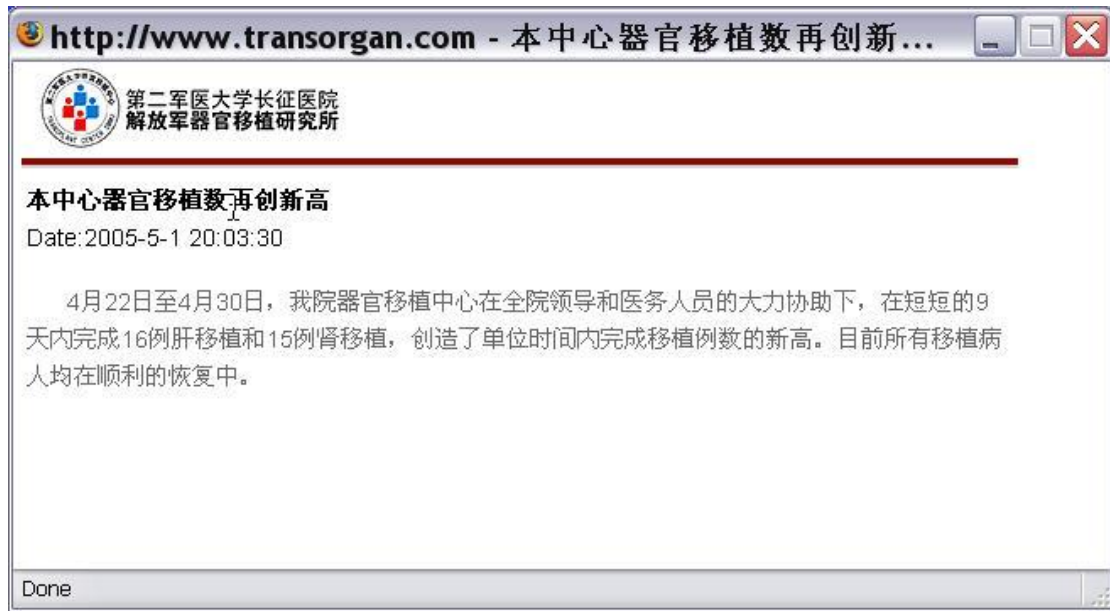 http://www.transorgan.com - 本中心器官移植数再创新...
第二军医大学长征医院
解放军器官移植研究所
本中心器官移植数再创新高
Date:2005-5-1 20:03:30
4月22日至4月30日，我院器官移植中心在全院领导和医务人员的大力协助下，在短短的9
天内完成16例肝移植和15例肾移植，创造了单位时间内完成移植例数的新高。目前所有移植病
人均在顺利的恢复中。
Done